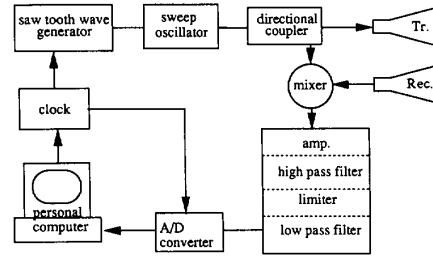 saw tooth wave
generator
sweep
oscillator
directional
coupler
Tr.
mixer
Rec.
clock
amp.
high pass filter
limiter
low pass filter
personal
computer
A/D
converter